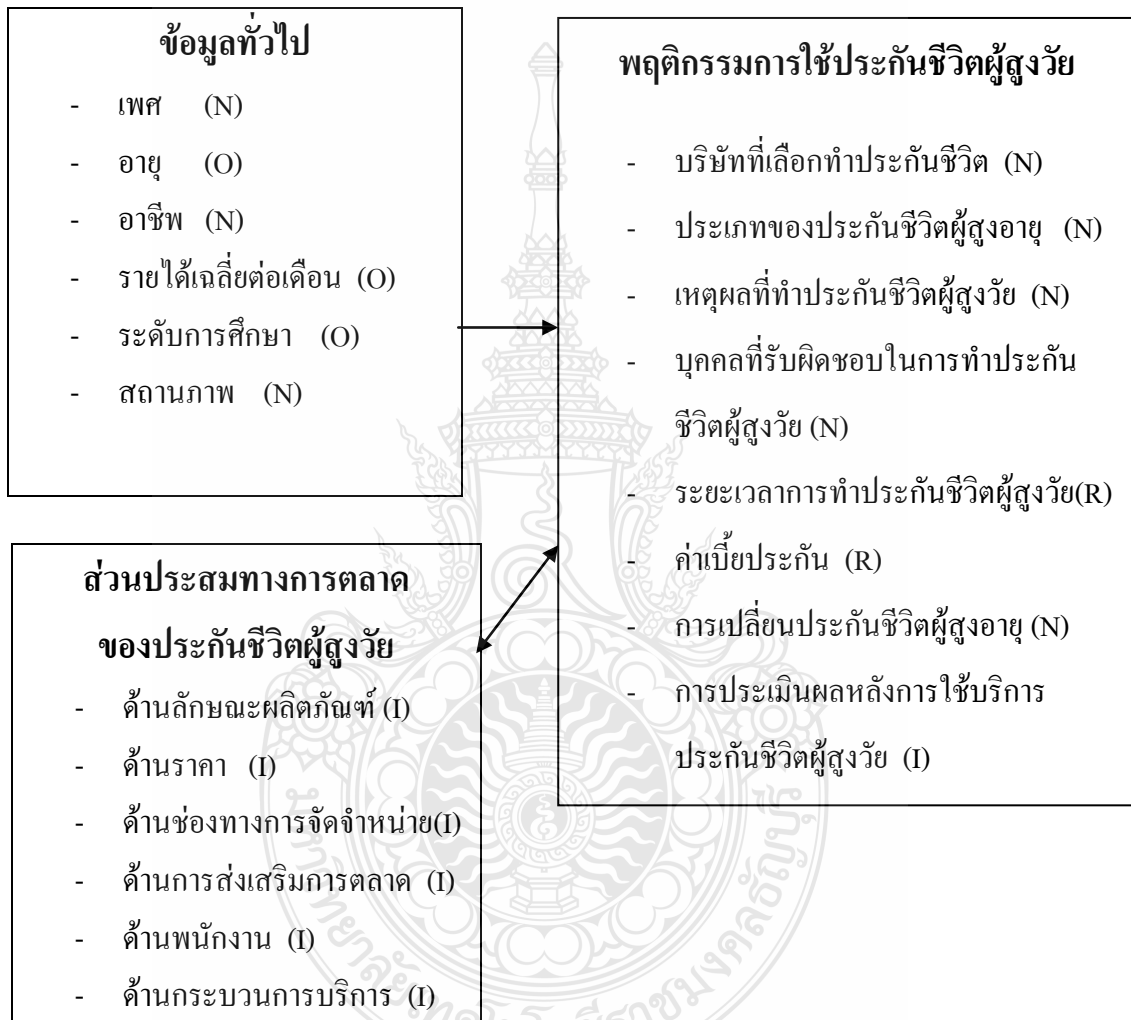 ข้อมูลทั่วไป
- เพศ (N)
- อายุ (O)
- อาชีพ (N)
- รายได้เฉลี่ยต่อเดือน (O)
- ระดับการศึกษา (O)
- สถานภาพ (N)
ส่วนประสมทางการตลาด
ของประกันชีวิตผู้สูงวัย
- ด้านลักษณะผลิตภัณฑ์ (I)
- ด้านราคา (I)
- ด้านช่องทางการจัดจำหน่าย(I)
- ด้านการส่งเสริมการตลาด (I)
- ด้านพนักงาน (I)
- ด้านกระบวนการบริการ (I)
พฤติกรรมการใช้ประกันชีวิตผู้สูงวัย
- บริษัทที่เลือกทำประกันชีวิต (N)
- ประเภทของประกันชีวิตผู้สูงอายุ (N)
- เหตุผลที่ทำประกันชีวิตผู้สูงวัย (N)
- บุคคลที่รับผิดชอบในการทำประกัน
ชีวิตผู้สูงวัย (N)
- ระยะเวลาการทำประกันชีวิตผู้สูงวัย(R)
- ค่าเบี้ยประกัน (R)
- การเปลี่ยนประกันชีวิตผู้สูงอายุ (N)
- การประเมินผลหลังการใช้บริการ
ประกันชีวิตผู้สูงวัย (I)